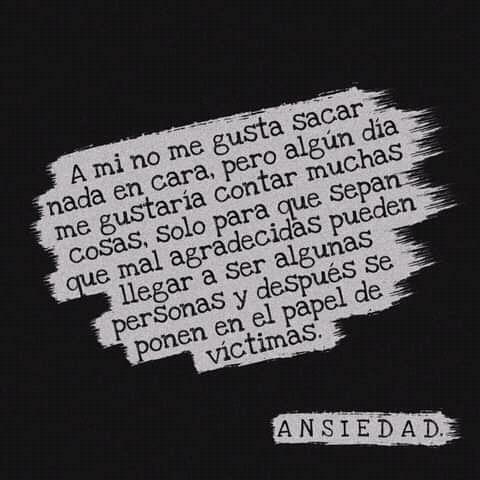 A mi no me gusta sacar
nada en cara, pero algún día
me gustaría contar muchas
cosas, solo para que sepan
que mal agradecidas pueden
llegar a ser algunas
personas y después se
ponen en el papel de
víctimas.
ANSIEDAD.